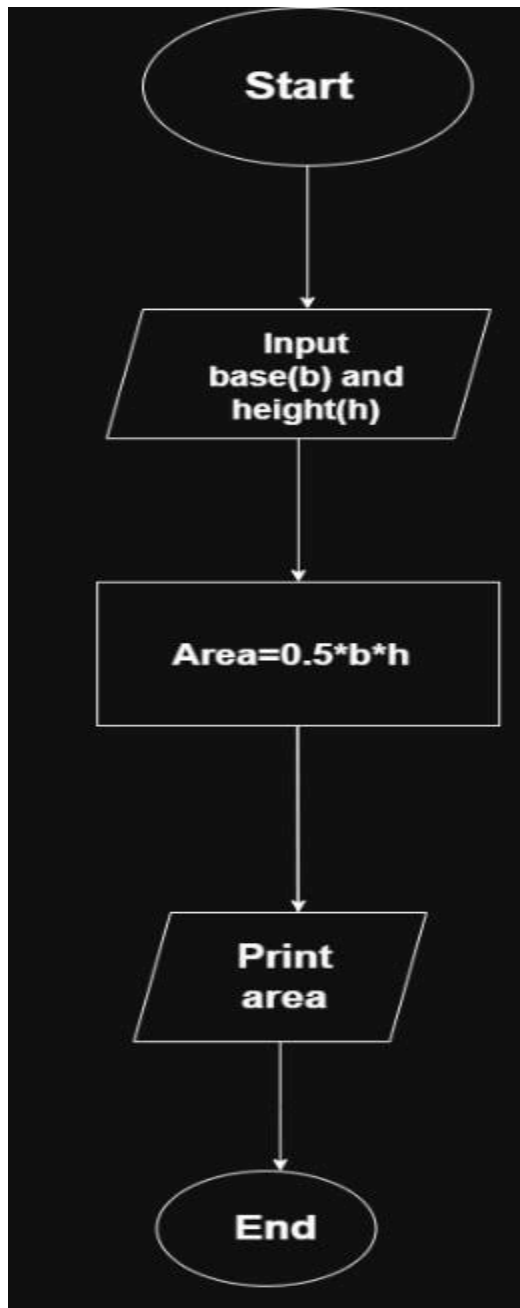 Start
Input
base(b) and
height(h)
Area=0.5*b*h
Print
area
End